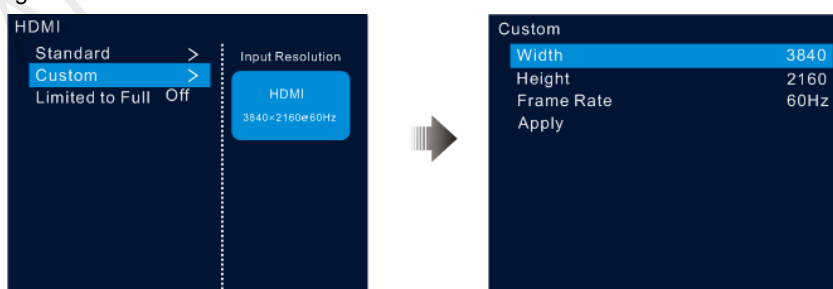 HDMI
Standard >
Custom >
Limited to Full Off
Input Resolution
HDMI
3840×2160@60Hz
Custom
Width 3840
Height 2160
Frame Rate 60Hz
Apply